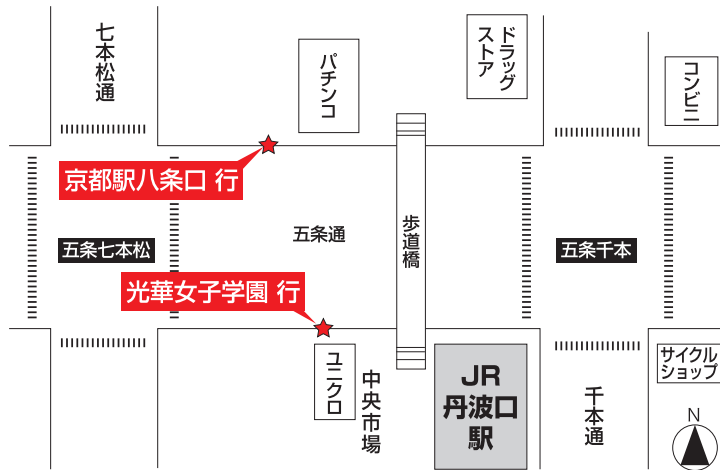 七本松通
パチンコ
ドラッグ
ストア
コンビニ
京都駅八条口 行
五条七本松
五条通
歩道橋
五条千本
光華女子学園 行
ユニクロ
中央市場
JR
丹波口
駅
千本通
サイクル
ショップ
N